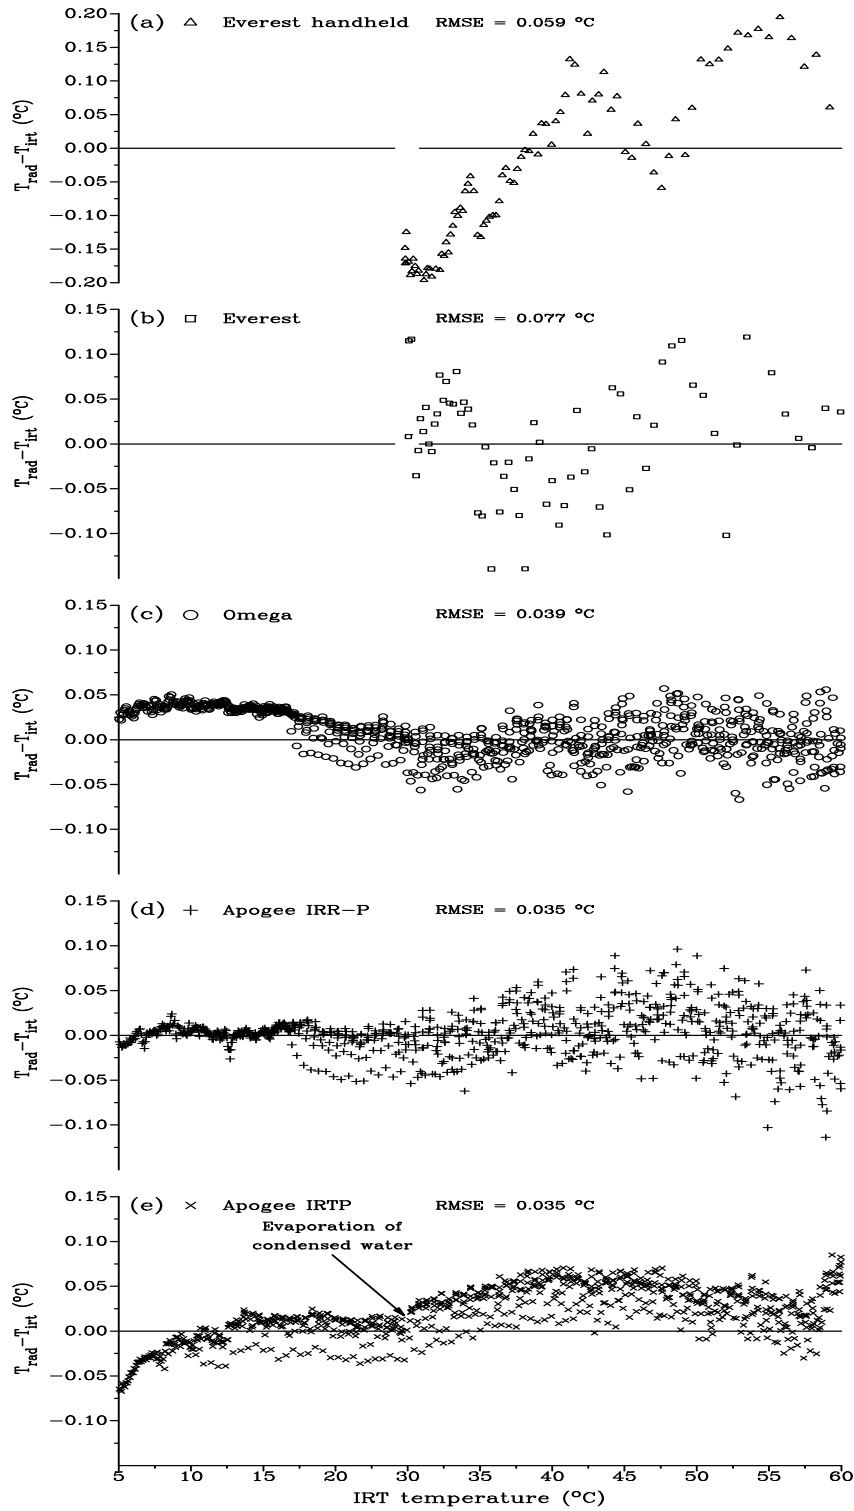 (a) Everest handheld RMSE = 0.059 °C
0.20
0.15
0.10
0.05
0.00
−0.05
−0.10
−0.15
−0.20
T_rad−T_irt (°C)
(b) Everest RMSE = 0.077 °C
0.15
0.10
0.05
0.00
−0.05
−0.10
T_rad−T_irt (°C)
(c) Omega RMSE = 0.039 °C
0.15
0.10
0.05
0.00
−0.05
−0.10
T_rad−T_irt (°C)
(d) Apogee IRR−P RMSE = 0.035 °C
0.15
0.10
0.05
0.00
−0.05
−0.10
T_rad−T_irt (°C)
(e) Apogee IRTP RMSE = 0.035 °C
Evaporation of
condensed water
0.15
0.10
0.05
0.00
−0.05
−0.10
T_rad−T_irt (°C)
5 10 15 20 25 30 35 40 45 50 55 60
IRT temperature (°C)